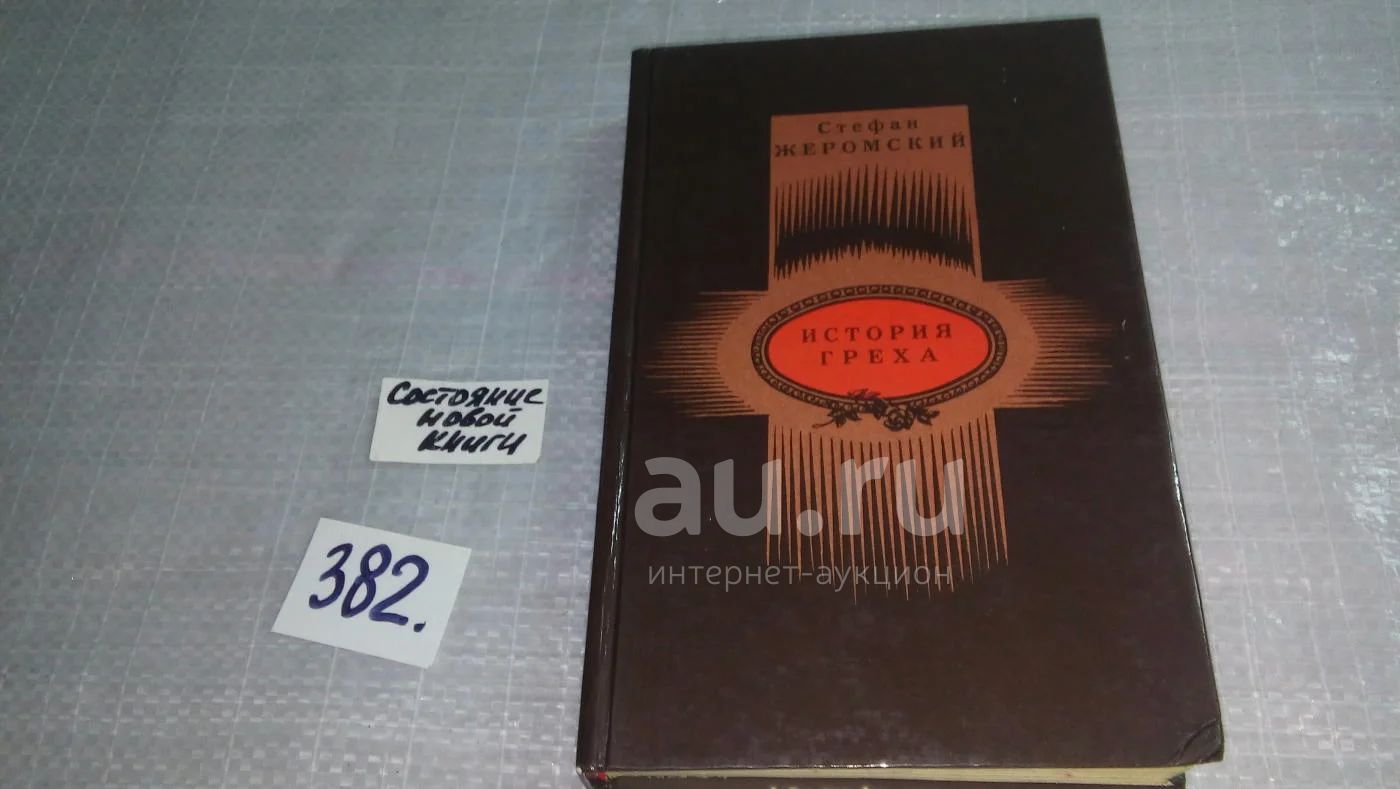 Стефан
ЖЕРОМСКИЙ
ИСТОРИЯ
ГРЕХА
Состояние
новой
книги
382.
au.ru
интернет-аукцион